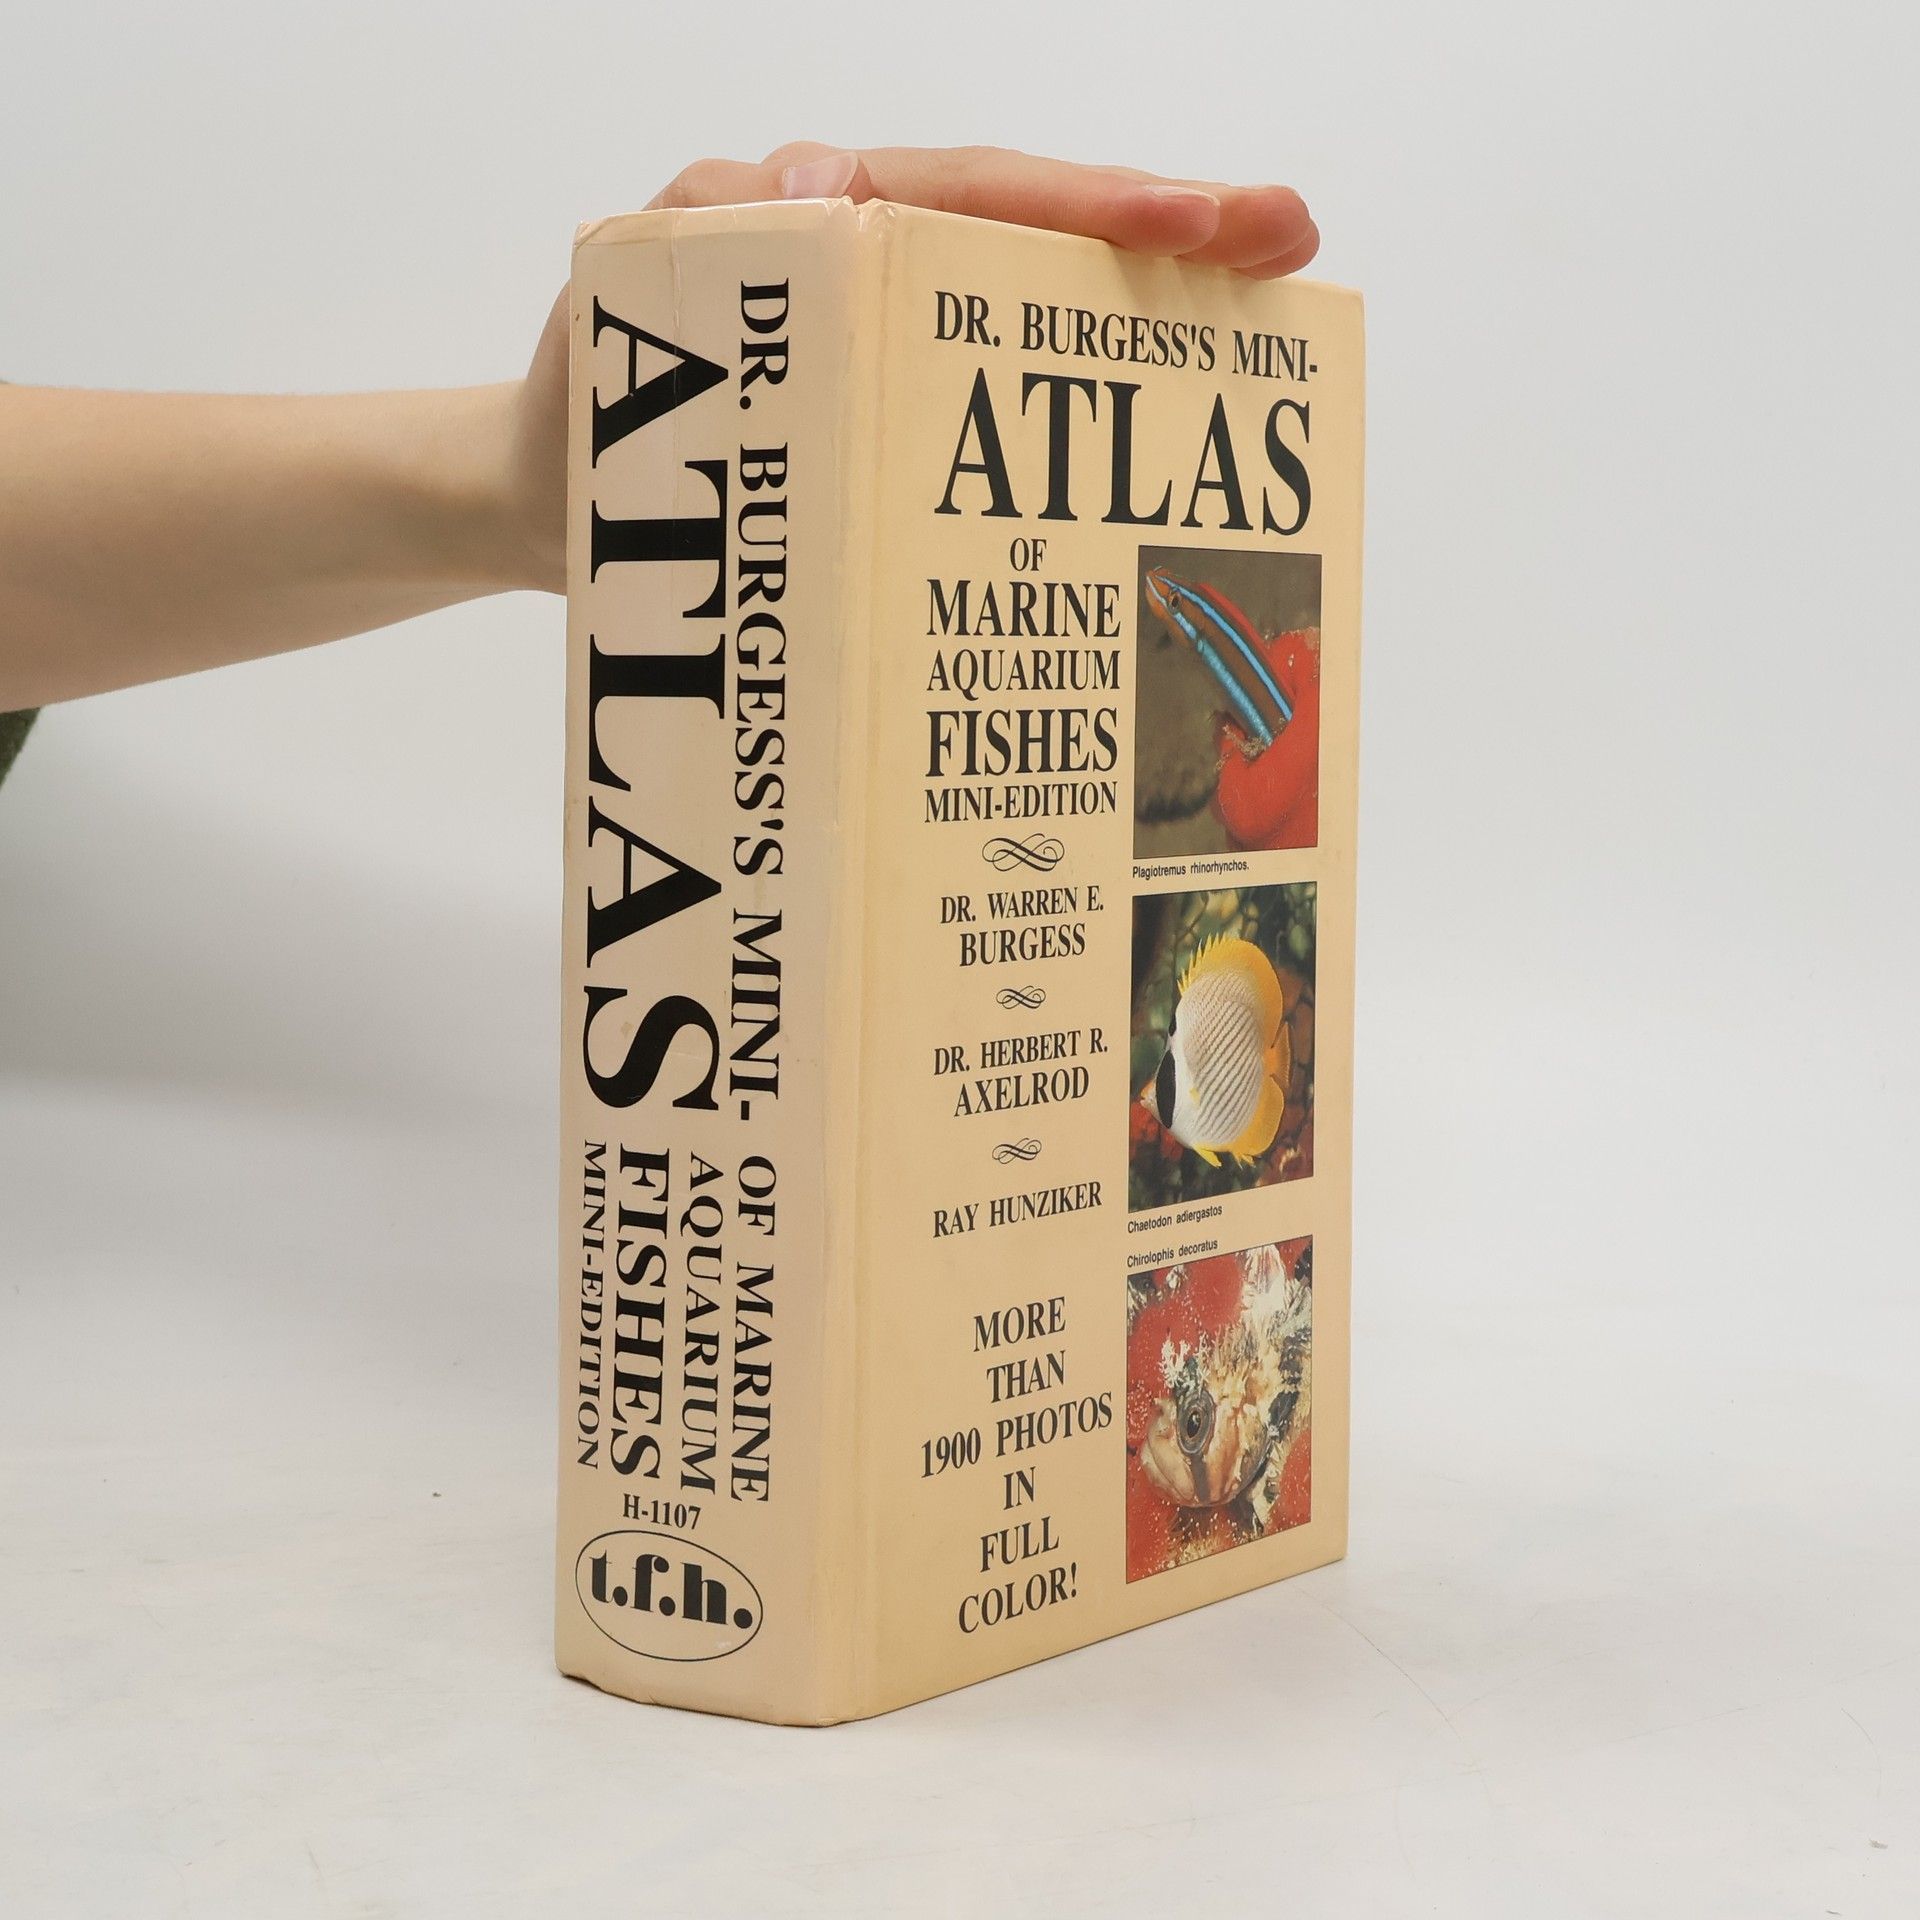 DR. BURGESS'S MINI-
ATLAS
OF MARINE
AQUARIUM
FISHES
MINI-EDITION
H-1107
t.f.h.
DR. BURGESS'S MINI-
ATLAS
OF
MARINE
AQUARIUM
FISHES
MINI-EDITION
DR. WARREN E.
BURGESS
DR. HERBERT R.
AXELROD
RAY HUNZIKER
MORE
THAN
1900 PHOTOS
IN
FULL
COLOR!
Plagiotremus rhinorhynchos.
Chaetodon adiergastos
Chirolophis decoratus